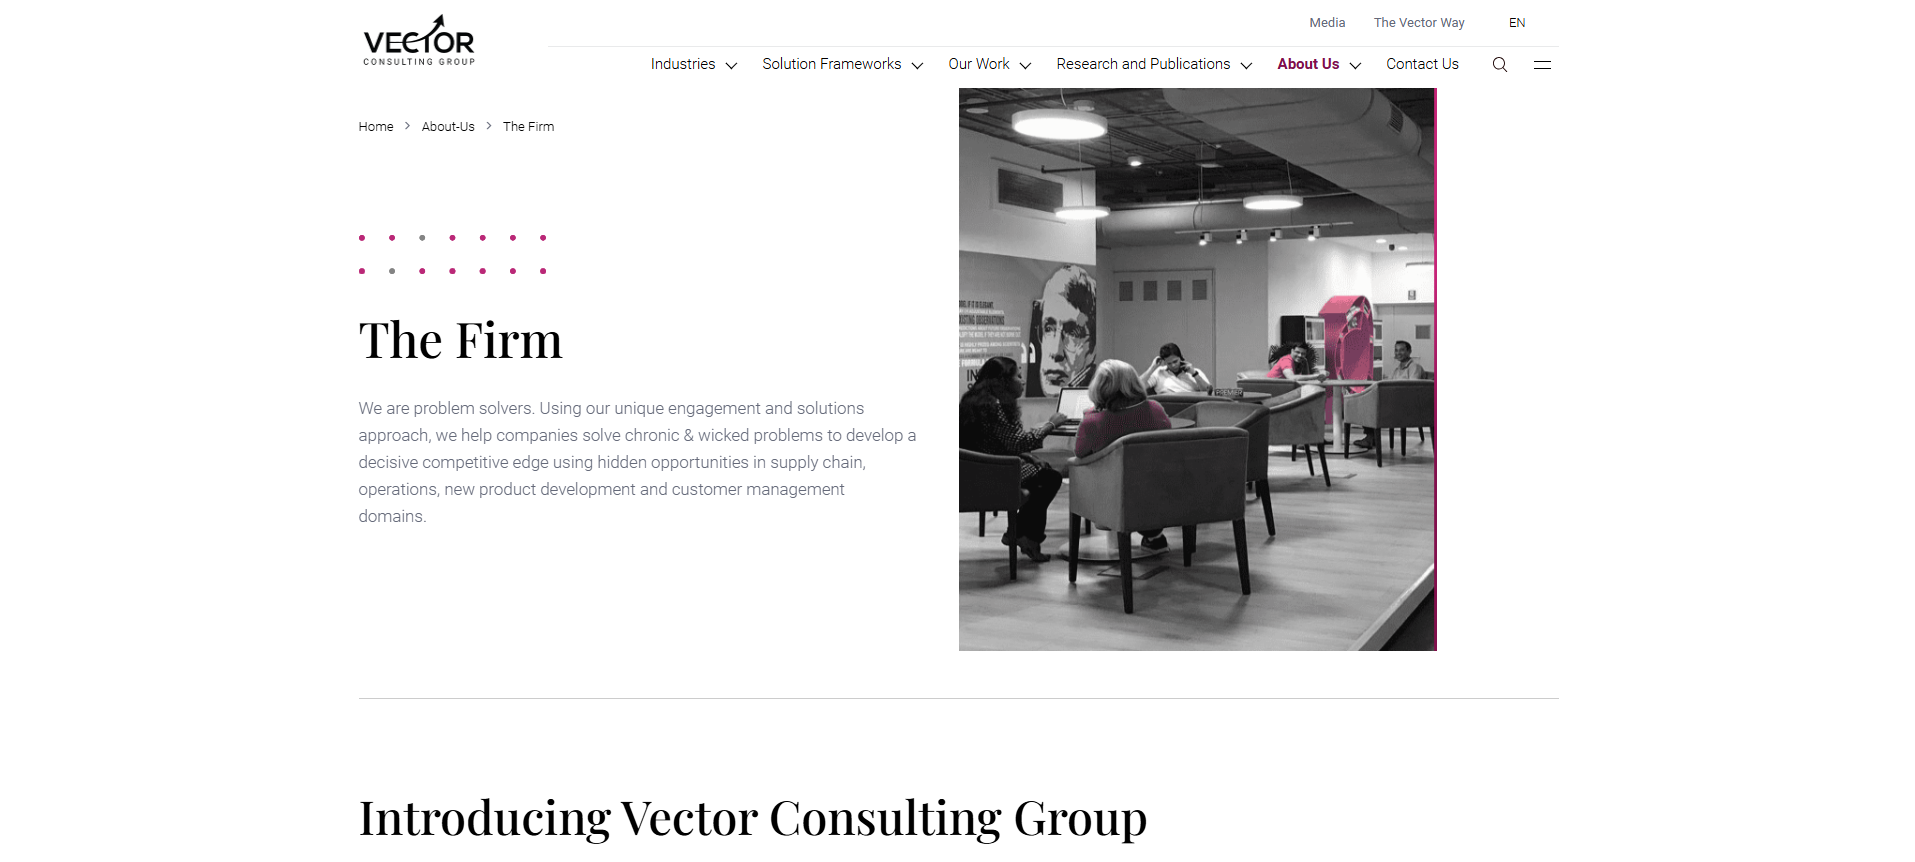 VECTOR
CONSULTING GROUP
Media The Vector Way EN
Industries Solution Frameworks Our Work Research and Publications About Us Contact Us
Home > About-Us > The Firm
The Firm
We are problem solvers. Using our unique engagement and solutions
approach, we help companies solve chronic & wicked problems to develop a
decisive competitive edge using hidden opportunities in supply chain,
operations, new product development and customer management
domains.
EXISTING OBSERVATIONS
Introducing Vector Consulting Group